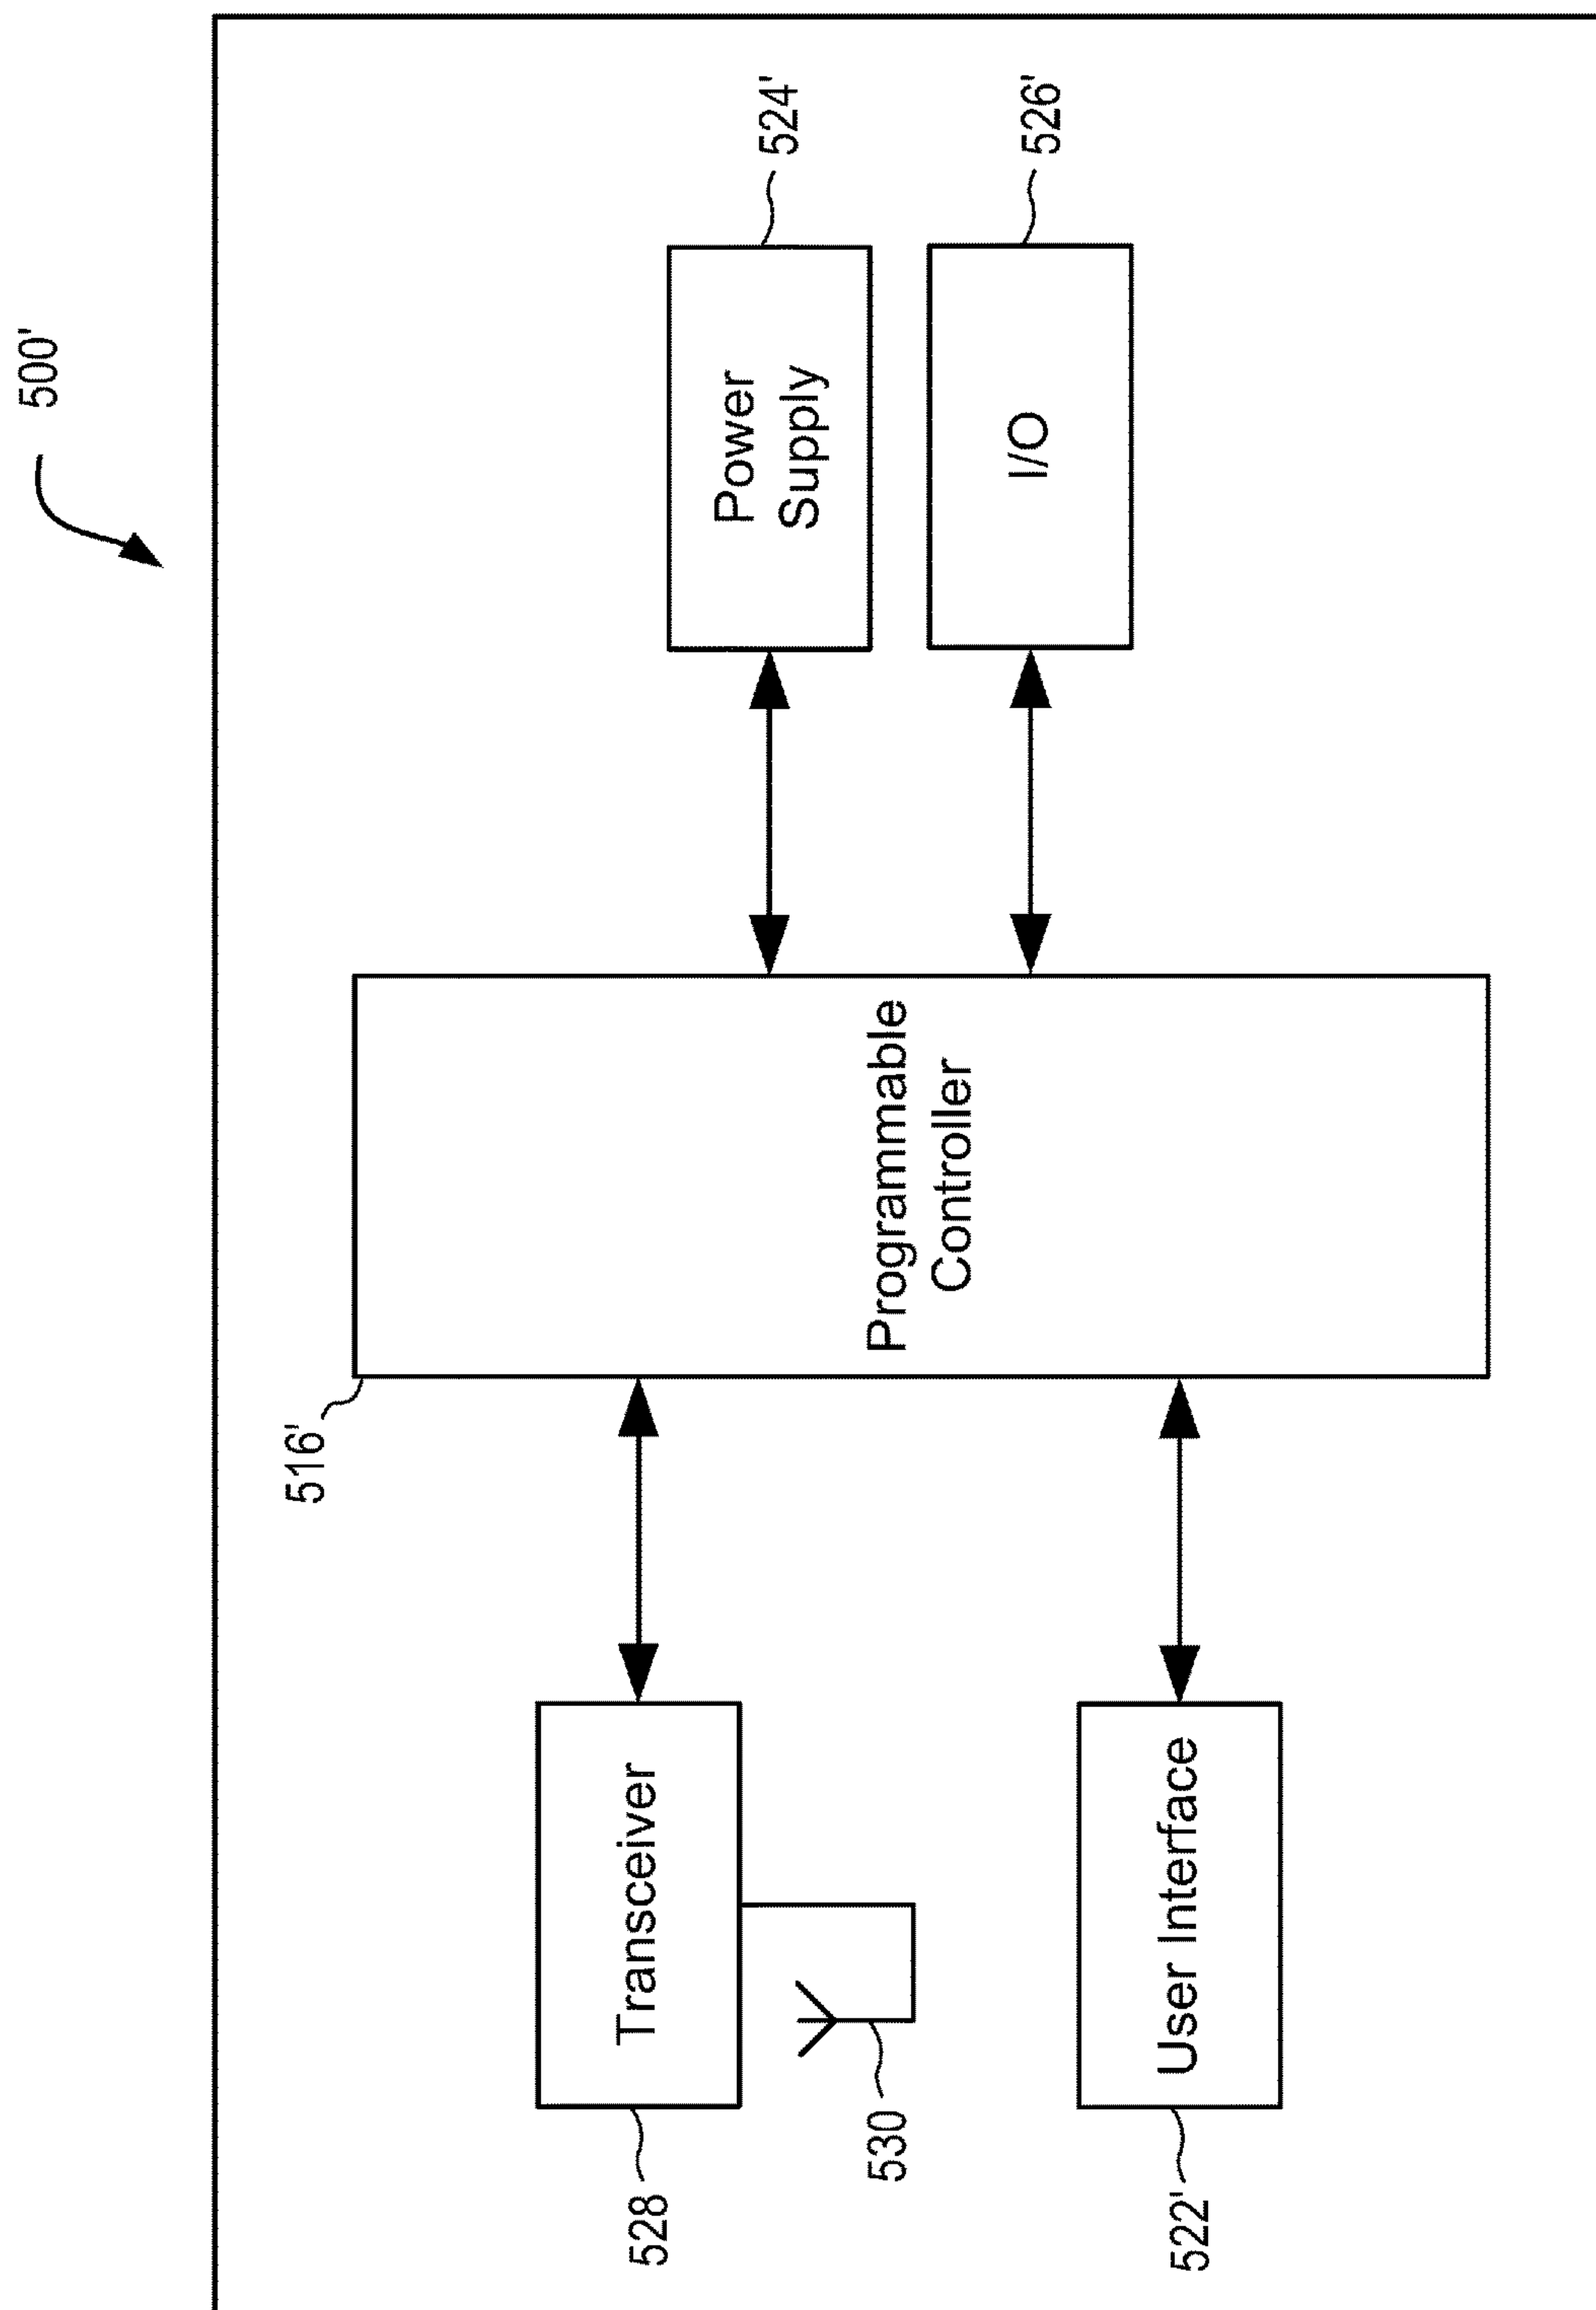 500'
516'
528
Transceiver
530
522'
User Interface
Programmable
Controller
Power
Supply
524'
I/O
526'